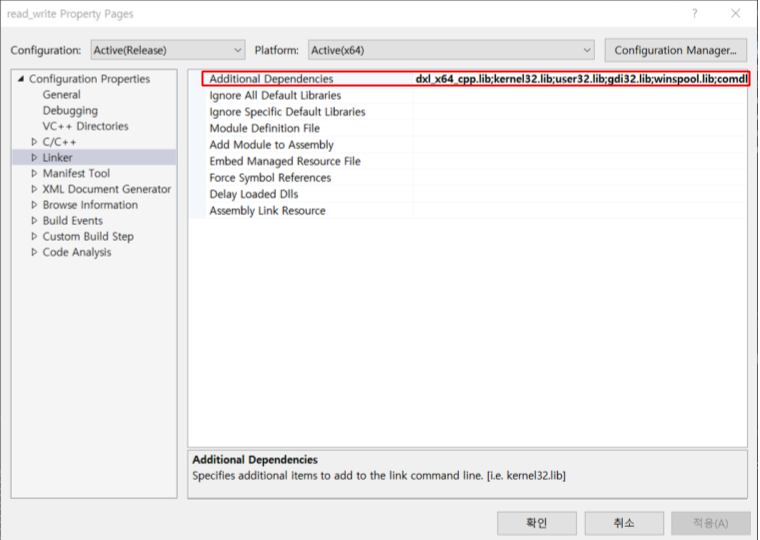 read_write Property Pages
? ×
Configuration: Active(Release) Platform: Active(x64) Configuration Manager...
Configuration Properties
General
Debugging
VC++ Directories
C/C++
Linker
Manifest Tool
XML Document Generator
Browse Information
Build Events
Custom Build Step
Code Analysis
Additional Dependencies dxl_x64_cpp.lib;kernel32.lib;user32.lib;gdi32.lib;winspool.lib;comdl
Ignore All Default Libraries
Ignore Specific Default Libraries
Module Definition File
Add Module to Assembly
Embed Managed Resource File
Force Symbol References
Delay Loaded Dlls
Assembly Link Resource
Additional Dependencies
Specifies additional items to add to the link command line. [i.e. kernel32.lib]
확인 취소 적용(A)